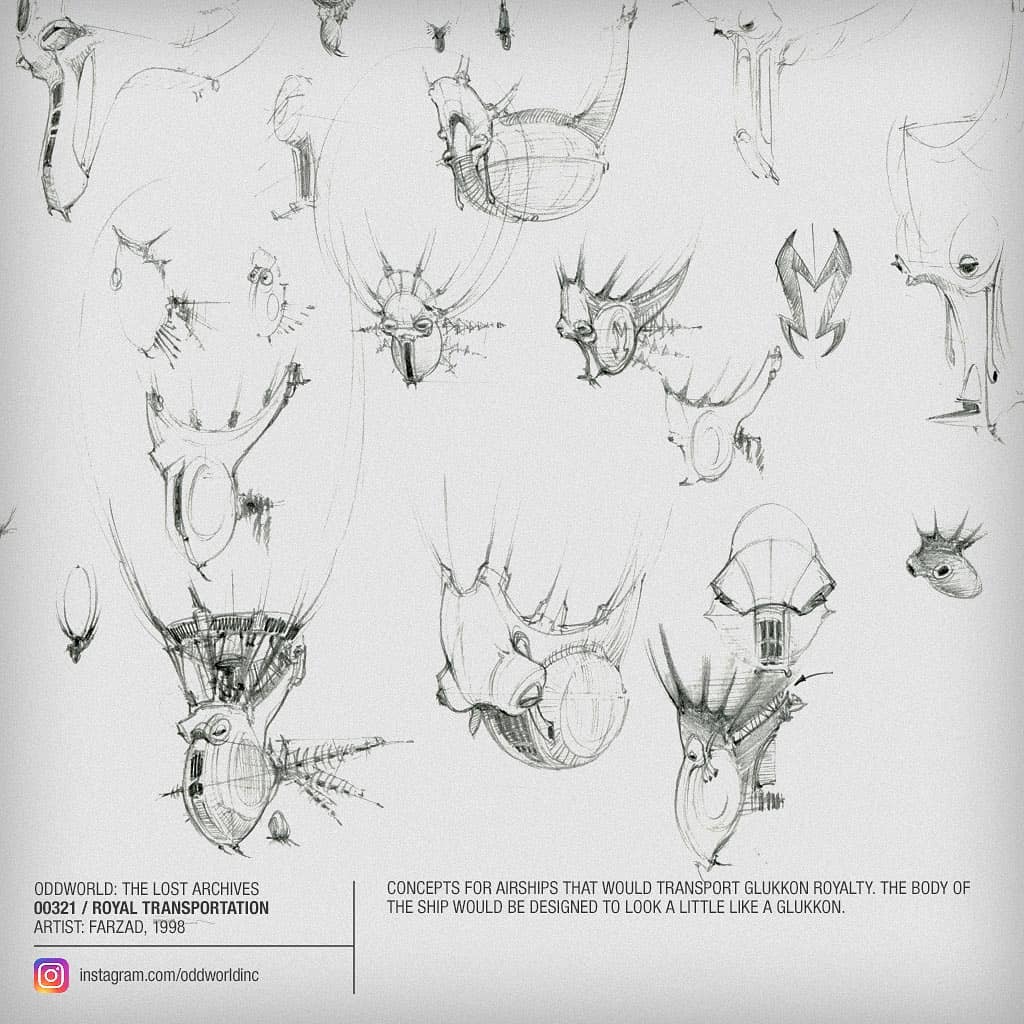 M
ODDWORLD: THE LOST ARCHIVES
00321 / ROYAL TRANSPORTATION
ARTIST: FARZAD, 1998
instagram.com/oddworldinc
CONCEPTS FOR AIRSHIPS THAT WOULD TRANSPORT GLUKKON ROYALTY. THE BODY OF
THE SHIP WOULD BE DESIGNED TO LOOK A LITTLE LIKE A GLUKKON.